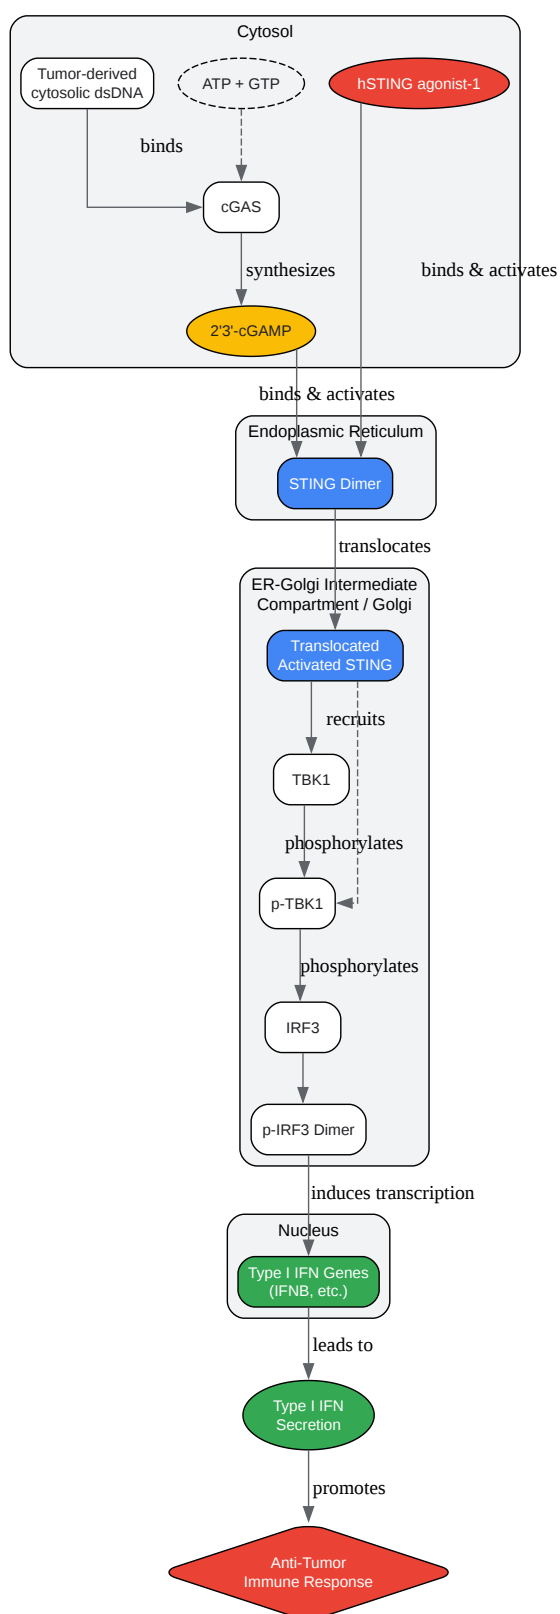 Cytosol
Tumor-derived
cytosolic dsDNA
ATP + GTP
hSTING agonist-1
binds
cGAS
synthesizes
binds & activates
2'3'-cGAMP
binds & activates
Endoplasmic Reticulum
STING Dimer
translocates
ER-Golgi Intermediate
Compartment / Golgi
Translocated
Activated STING
recruits
TBK1
phosphorylates
p-TBK1
phosphorylates
IRF3
p-IRF3 Dimer
induces transcription
Nucleus
Type I IFN Genes
(IFNB, etc.)
leads to
Type I IFN
Secretion
promotes
Anti-Tumor
Immune Response